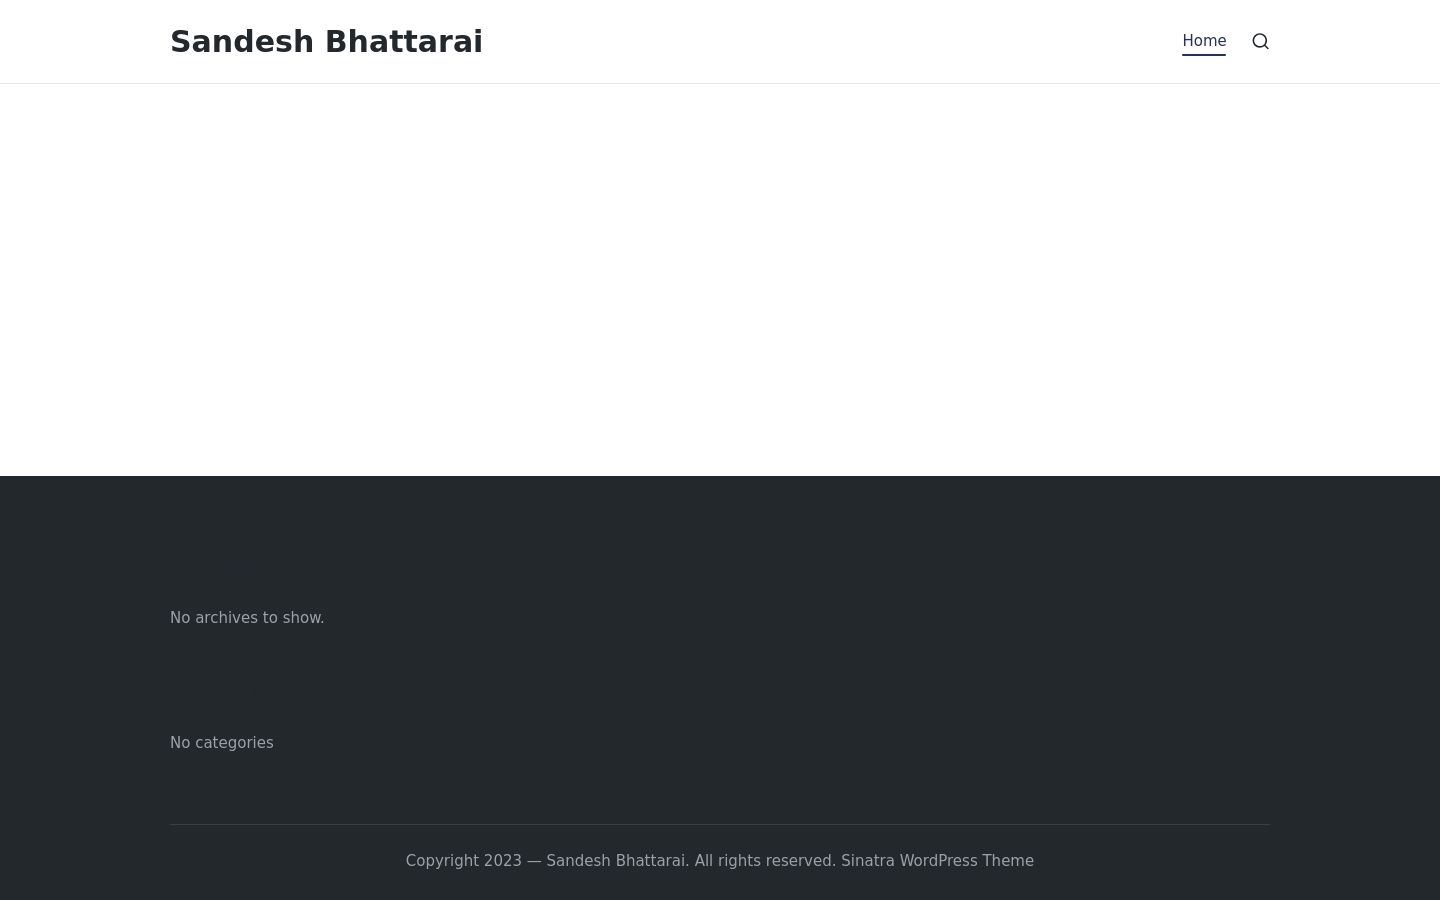 Sandesh Bhattarai
Home
No archives to show.
No categories
Copyright 2023 — Sandesh Bhattarai. All rights reserved. Sinatra WordPress Theme